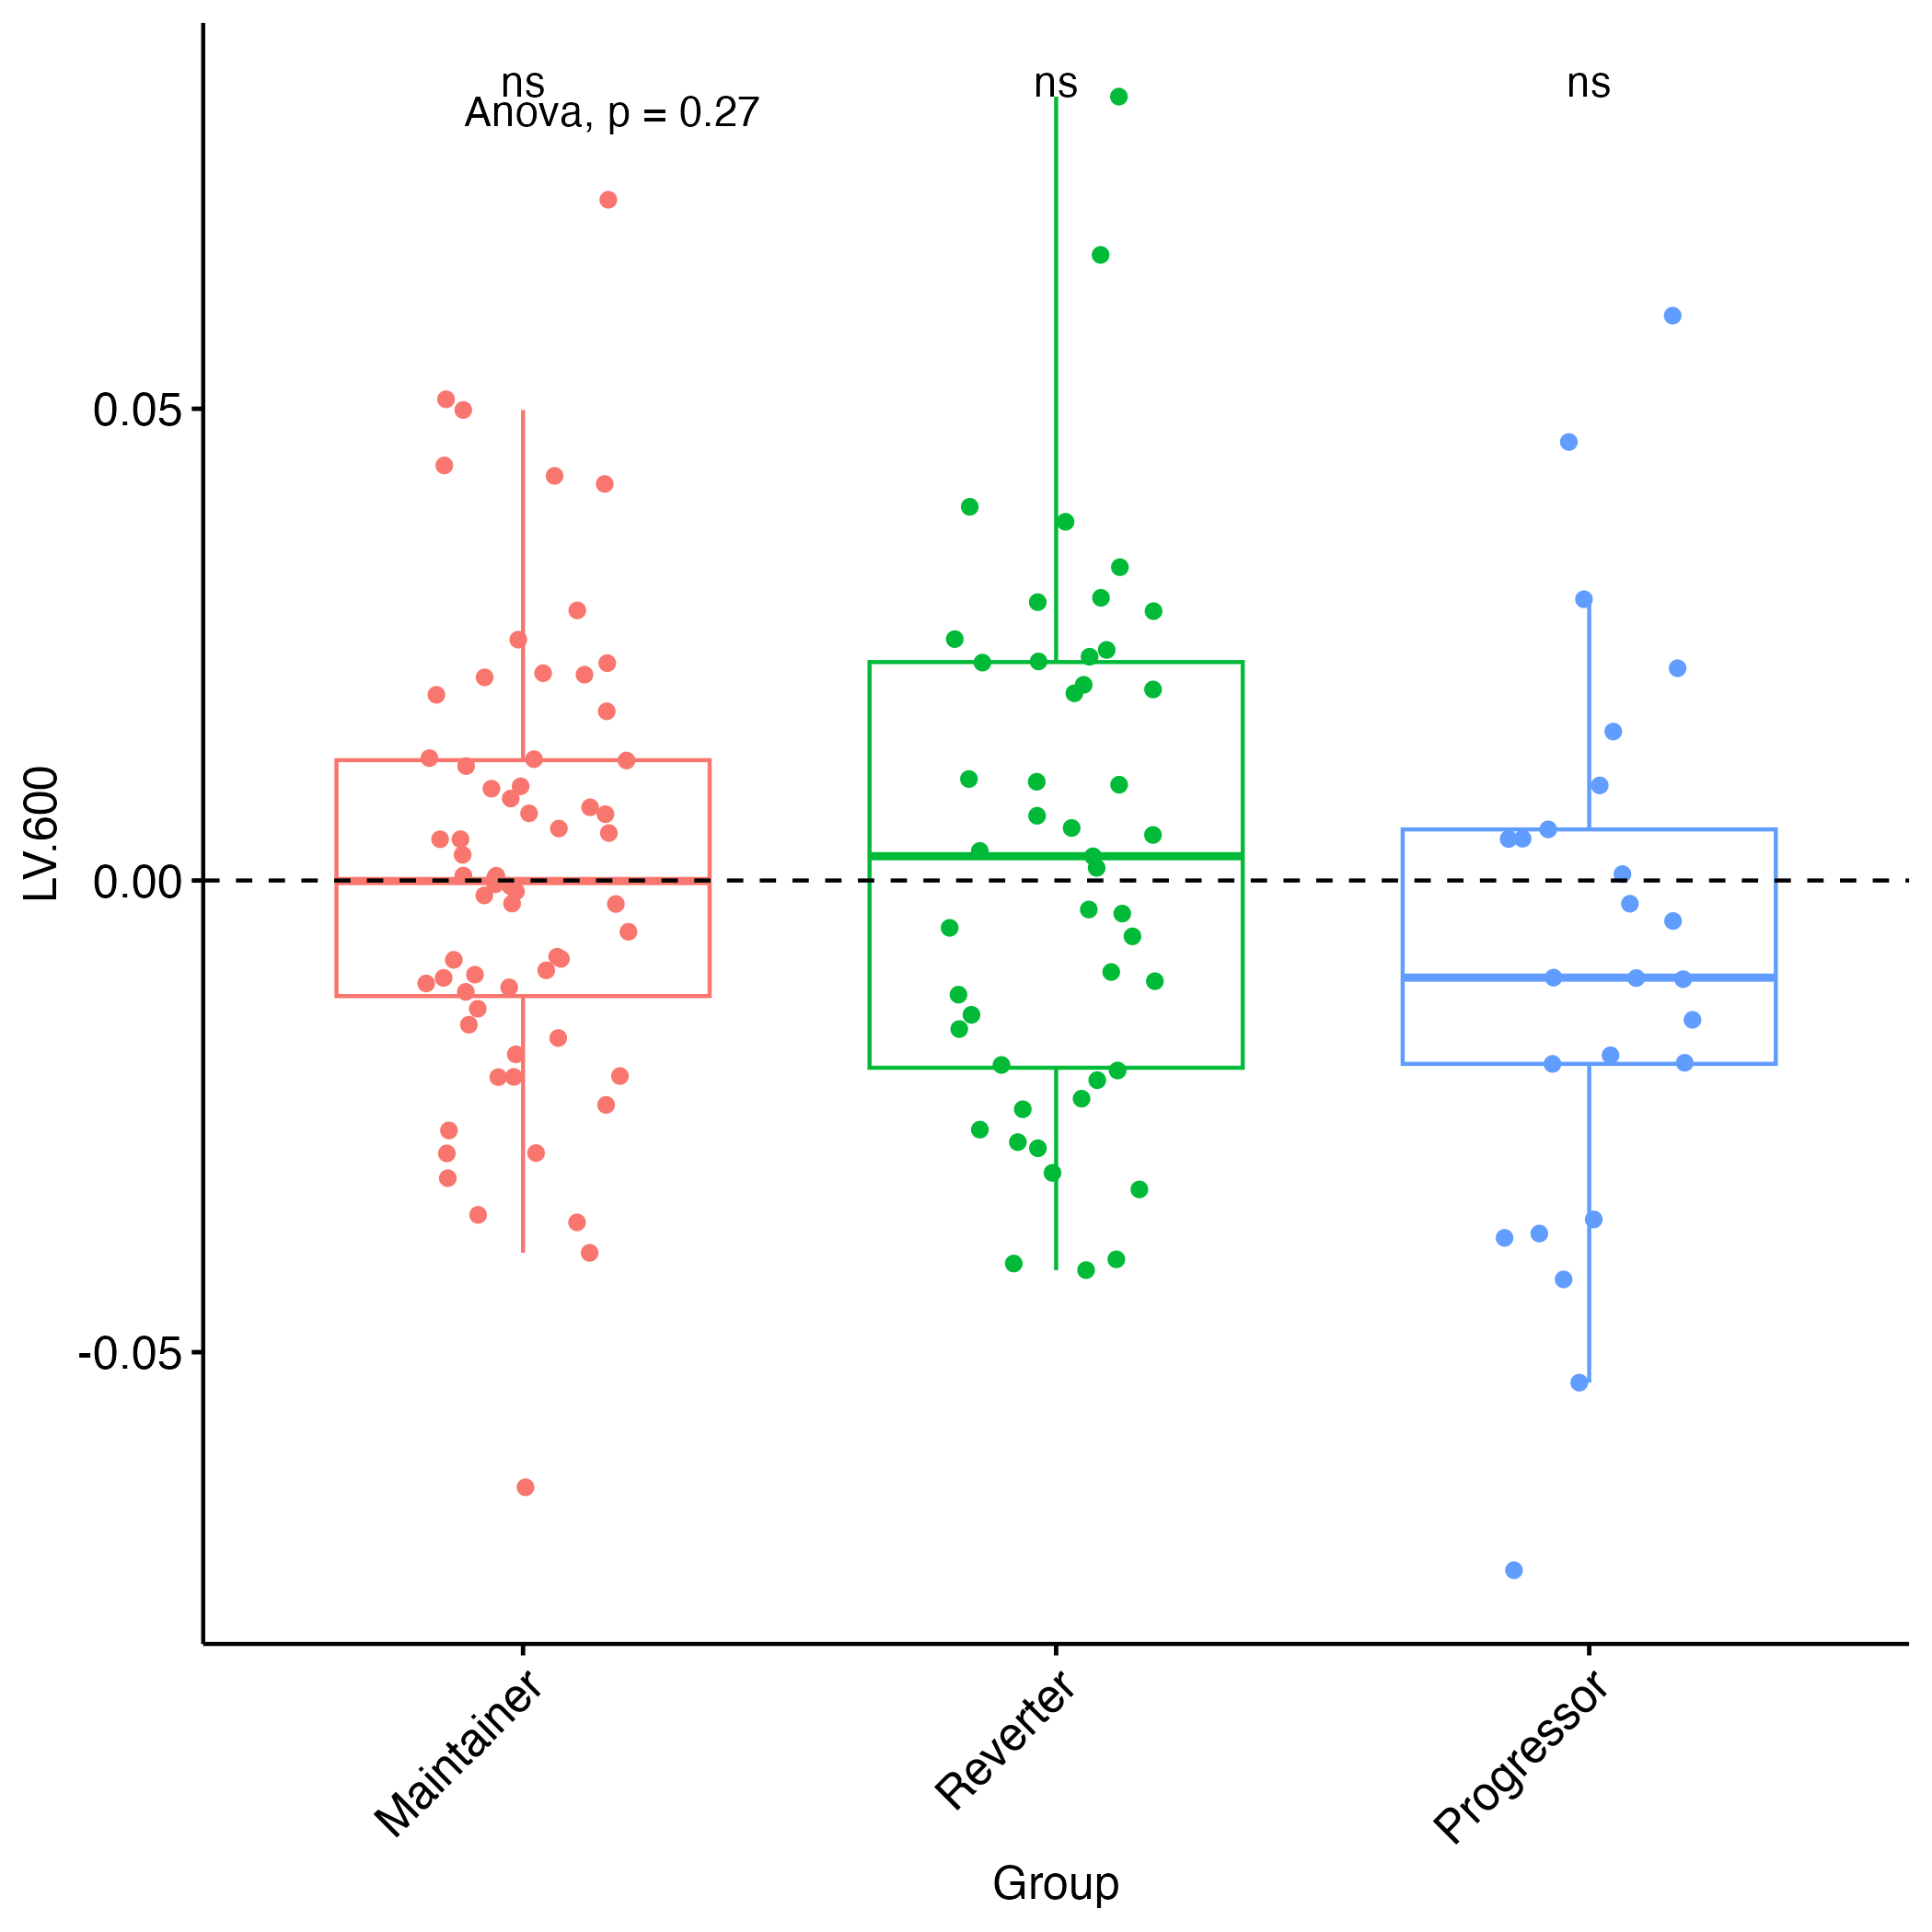 ns ns ns
Anova, p = 0.27
0.05
0.00
-0.05
LV.600
Maintainer Reverter Progressor
Group